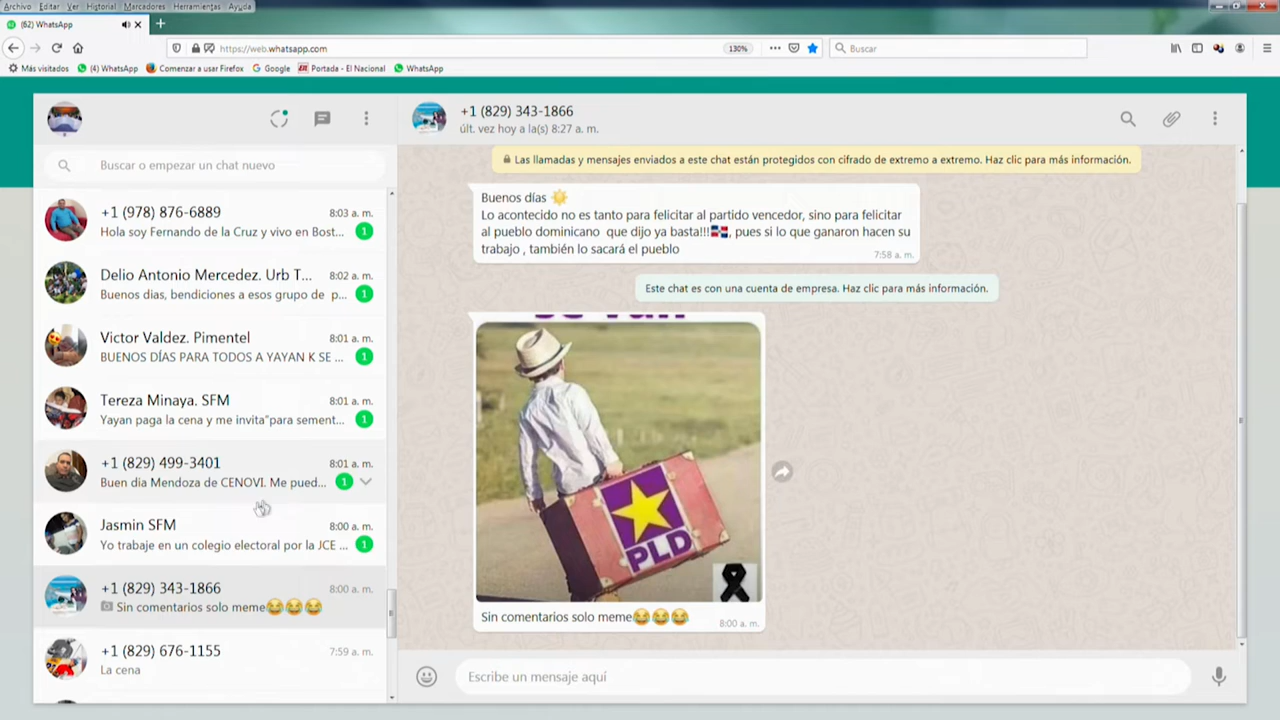 Archivo Editar Ver Historial Marcadores Herramientas Ayuda
(62) WhatsApp
https://web.whatsapp.com
130%
Buscar
Más visitados
(4) WhatsApp
Comenzar a usar Firefox
Google
Portada - El Nacional
WhatsApp
Buscar o empezar un chat nuevo
+1 (978) 876-6889
8:03 a. m.
Hola soy Fernando de la Cruz y vivo en Bost...
1
Delio Antonio Mercedez. Urb T...
8:02 a. m.
Buenos dias, bendiciones a esos grupo de p...
1
Victor Valdez. Pimentel
8:01 a. m.
BUENOS DÍAS PARA TODOS A YAYAN K SE ...
1
Tereza Minaya. SFM
8:01 a. m.
Yayan paga la cena y me invita"para sement...
1
+1 (829) 499-3401
8:01 a. m.
Buen dia Mendoza de CENOVI. Me pued...
1
Jasmin SFM
8:00 a. m.
Yo trabaje en un colegio electoral por la JCE ...
1
+1 (829) 343-1866
8:00 a. m.
Sin comentarios solo meme😂😂😂
+1 (829) 676-1155
7:59 a. m.
La cena
+1 (829) 343-1866
últ. vez hoy a la(s) 8:27 a. m.
Las llamadas y mensajes enviados a este chat están protegidos con cifrado de extremo a extremo. Haz clic para más información.
Buenos días ☀️
Lo acontecido no es tanto para felicitar al partido vencedor, sino para felicitar
al pueblo dominicano que dijo ya basta!!!🇩🇴, pues si lo que ganaron hacen su
trabajo , también lo sacará el pueblo
7:58 a. m.
Este chat es con una cuenta de empresa. Haz clic para más información.
PLD
Sin comentarios solo meme😂😂😂
8:00 a. m.
Escribe un mensaje aquí